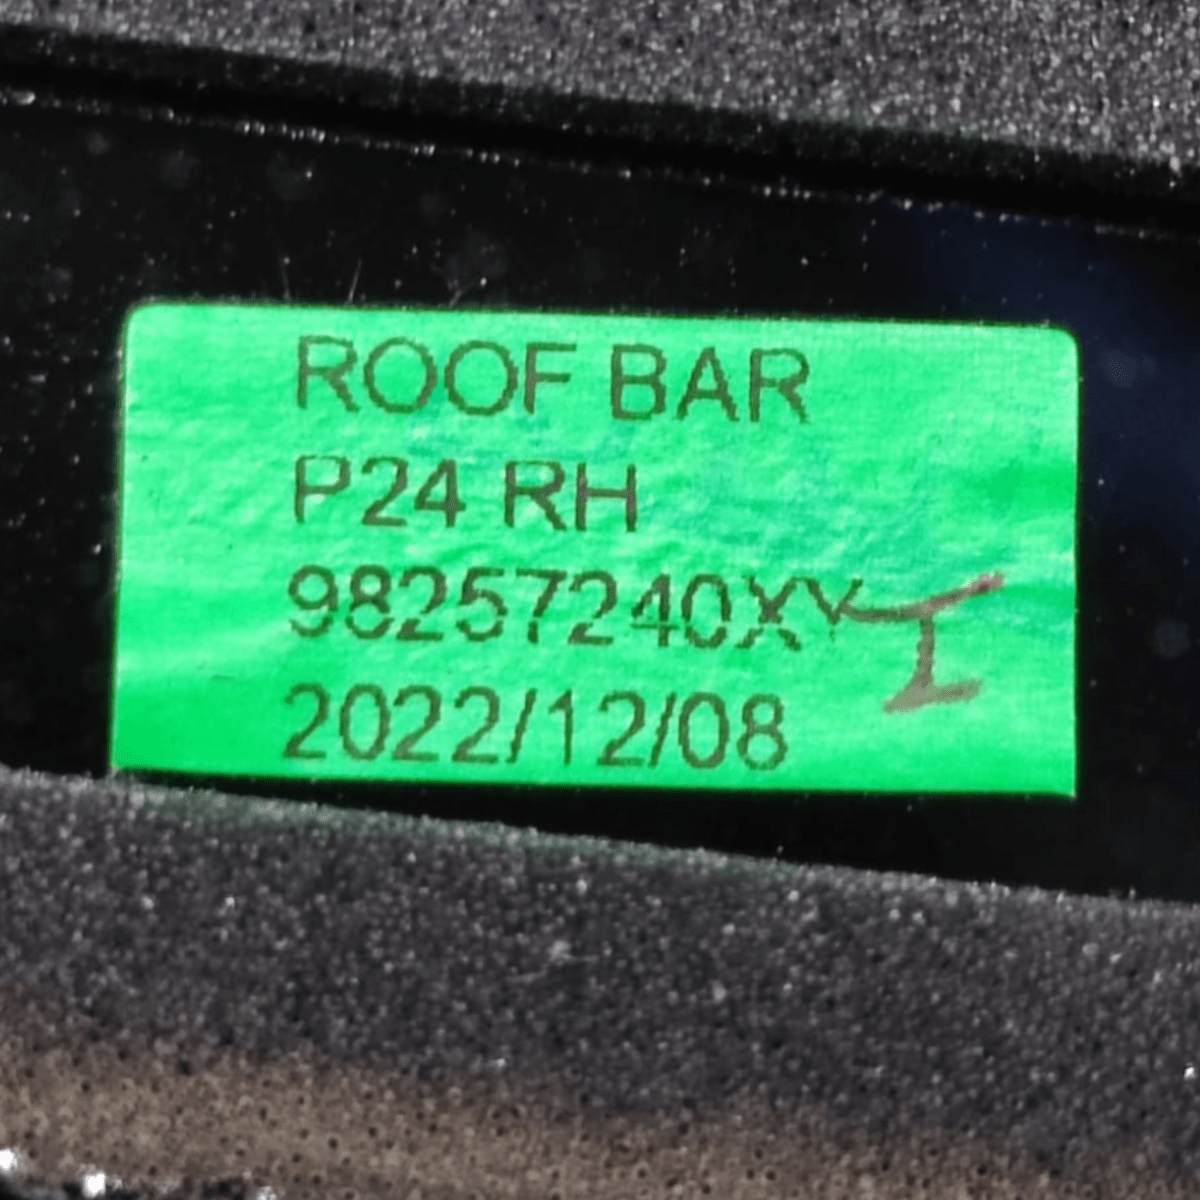 ROOF BAR
P24 RH
98257240XY
2022/12/08